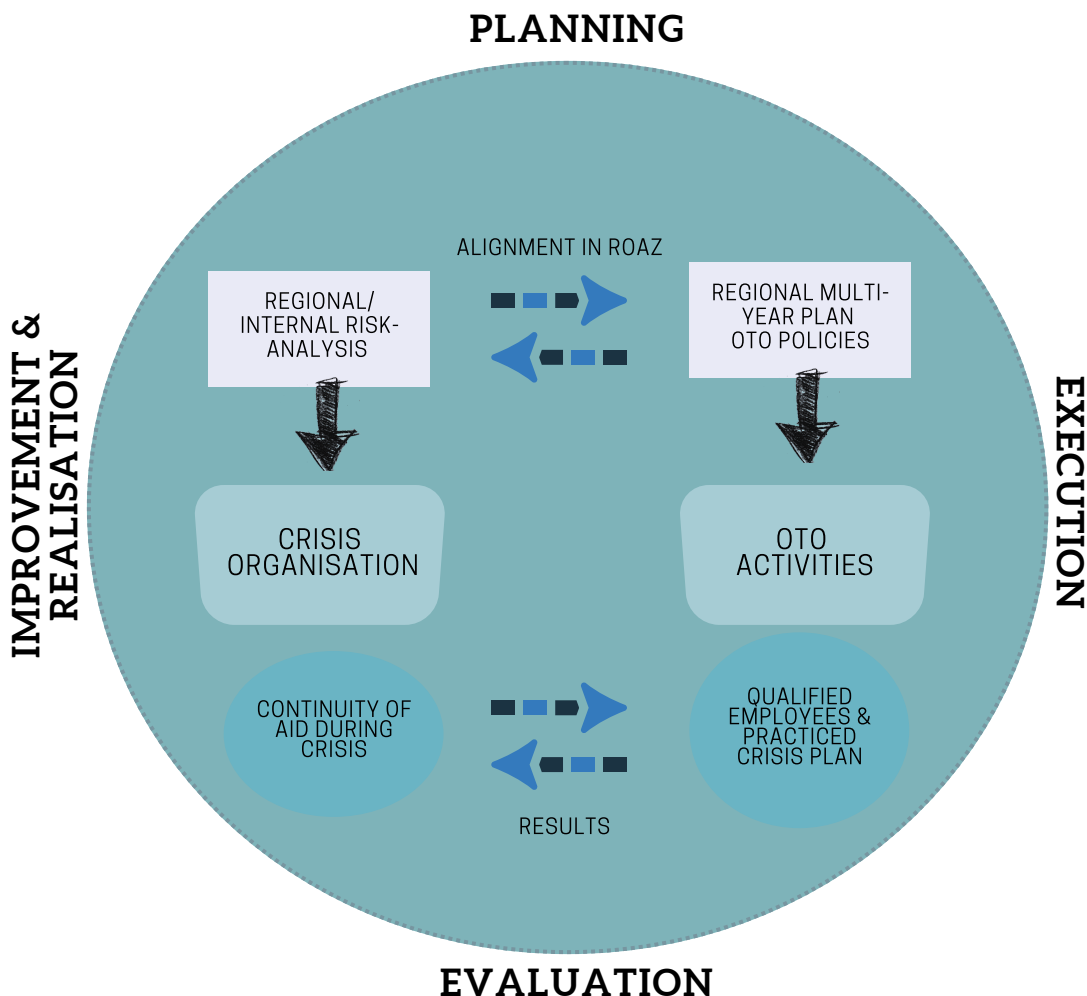 PLANNING
ALIGNMENT IN ROAZ
REGIONAL/
INTERNAL RISK-
ANALYSIS
REGIONAL MULTI-
YEAR PLAN
OTO POLICIES
IMPROVEMENT &
REALISATION
EXECUTION
CRISIS
ORGANISATION
OTO
ACTIVITIES
CONTINUITY OF
AID DURING
CRISIS
QUALIFIED
EMPLOYEES &
PRACTICED
CRISIS PLAN
RESULTS
EVALUATION